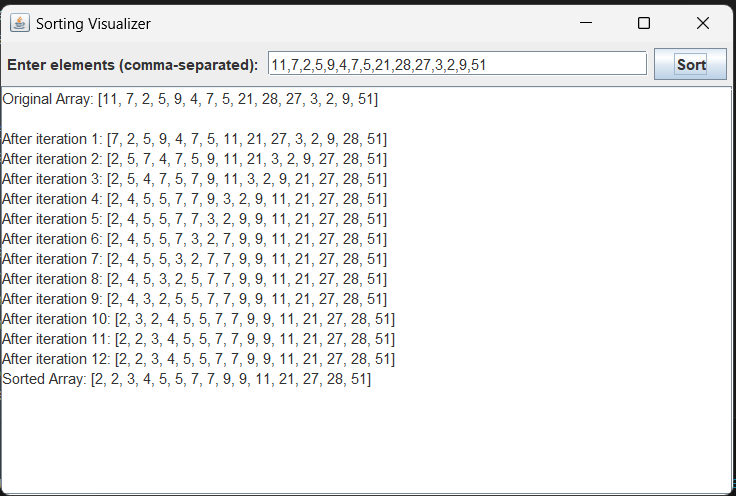 Sorting Visualizer
Enter elements (comma-separated): 11,7,2,5,9,4,7,5,21,28,27,3,2,9,51 Sort
Original Array: [11, 7, 2, 5, 9, 4, 7, 5, 21, 28, 27, 3, 2, 9, 51]
After iteration 1: [7, 2, 5, 9, 4, 7, 5, 11, 21, 27, 3, 2, 9, 28, 51]
After iteration 2: [2, 5, 7, 4, 7, 5, 9, 11, 21, 3, 2, 9, 27, 28, 51]
After iteration 3: [2, 5, 4, 7, 5, 7, 9, 11, 3, 2, 9, 21, 27, 28, 51]
After iteration 4: [2, 4, 5, 5, 7, 7, 9, 3, 2, 9, 11, 21, 27, 28, 51]
After iteration 5: [2, 4, 5, 5, 7, 7, 3, 2, 9, 9, 11, 21, 27, 28, 51]
After iteration 6: [2, 4, 5, 5, 7, 3, 2, 7, 9, 9, 11, 21, 27, 28, 51]
After iteration 7: [2, 4, 5, 5, 3, 2, 7, 7, 9, 9, 11, 21, 27, 28, 51]
After iteration 8: [2, 4, 5, 3, 2, 5, 7, 7, 9, 9, 11, 21, 27, 28, 51]
After iteration 9: [2, 4, 3, 2, 5, 5, 7, 7, 9, 9, 11, 21, 27, 28, 51]
After iteration 10: [2, 3, 2, 4, 5, 5, 7, 7, 9, 9, 11, 21, 27, 28, 51]
After iteration 11: [2, 2, 3, 4, 5, 5, 7, 7, 9, 9, 11, 21, 27, 28, 51]
After iteration 12: [2, 2, 3, 4, 5, 5, 7, 7, 9, 9, 11, 21, 27, 28, 51]
Sorted Array: [2, 2, 3, 4, 5, 5, 7, 7, 9, 9, 11, 21, 27, 28, 51]